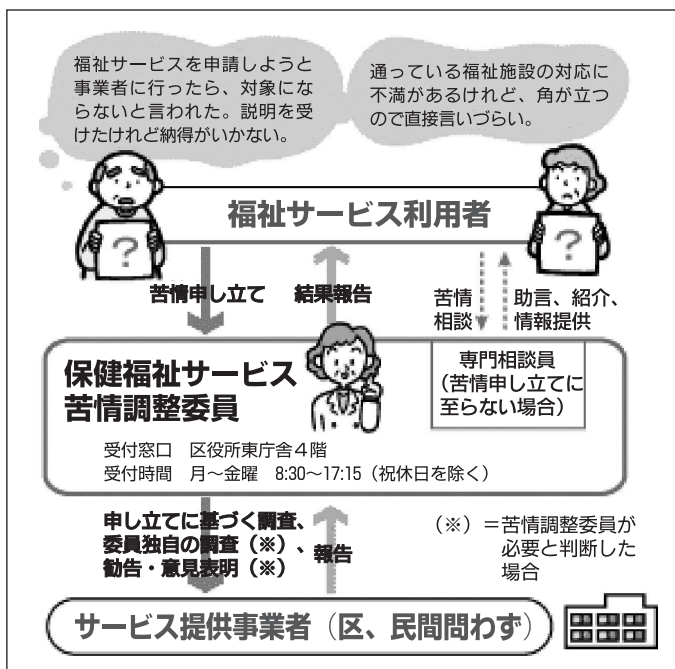 福祉サービスを申請しようと
事業者に行ったら、対象にな
らないと言われた。説明を受
けたけれど納得がいかない。
通っている福祉施設の対応に
不満があるけれど、角が立つ
ので直接言いづらい。
?
?
福祉サービス利用者
苦情申し立て
結果報告
苦情
相談
助言、紹介、
情報提供
保健福祉サービス
苦情調整委員
専門相談員
(苦情申し立てに
至らない場合)
受付窓口 区役所東庁舎4階
受付時間 月〜金曜 8:30〜17:15(祝休日を除く)
申し立てに基づく調査、
委員独自の調査(※)、
勧告・意見表明(※)
報告
(※)=苦情調整委員が
必要と判断した
場合
サービス提供事業者(区、民間問わず)